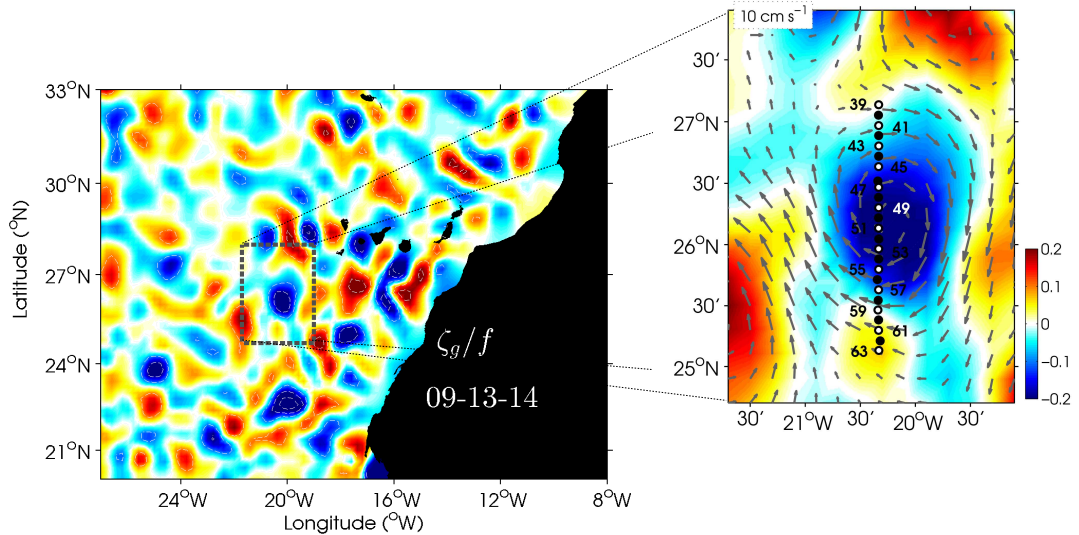 10 cm s⁻¹
33°N
30°N
27°N
24°N
21°N
Latitude (°N)
24°W
20°W
16°W
12°W
8°W
Longitude (°W)
ζg/f
09-13-14
30′
27°N
30′
26°N
30′
25°N
30′
21°W
30′
20°W
30′
39
41
43
45
47
49
51
53
55
57
59
61
63
0.2
0.1
0
−0.1
−0.2